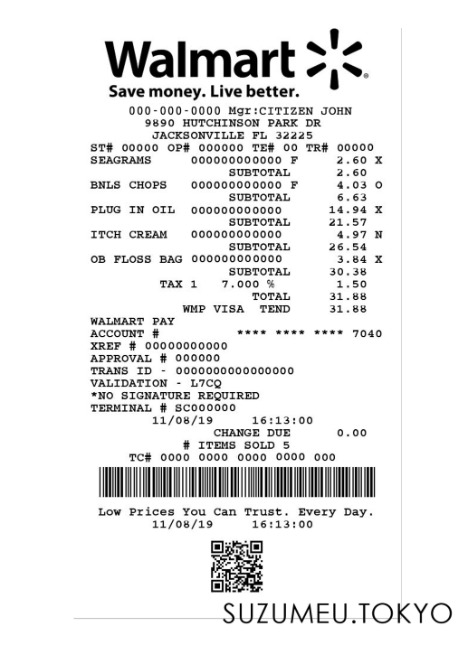 Walmart
Save money. Live better.
000-000-0000 Mgr:CITIZEN JOHN
9890 HUTCHINSON PARK DR
JACKSONVILLE FL 32225
ST# 00000 OP# 000000 TE# 00 TR# 00000
SEAGRAMS 000000000000 F 2.60 X
SUBTOTAL 2.60
BNLS CHOPS 000000000000 F 4.03 O
SUBTOTAL 6.63
PLUG IN OIL 000000000000 14.94 X
SUBTOTAL 21.57
ITCH CREAM 000000000000 4.97 N
SUBTOTAL 26.54
OB FLOSS BAG 000000000000 3.84 X
SUBTOTAL 30.38
TAX 1 7.000 % 1.50
TOTAL 31.88
WMP VISA TEND 31.88
WALMART PAY
ACCOUNT # **** **** **** 7040
XREF # 00000000000
APPROVAL # 000000
TRANS ID - 0000000000000000
VALIDATION - L7CQ
*NO SIGNATURE REQUIRED
TERMINAL # SC000000
11/08/19 16:13:00
CHANGE DUE 0.00
# ITEMS SOLD 5
TC# 0000 0000 0000 0000 000
Low Prices You Can Trust. Every Day.
11/08/19 16:13:00
SUZUMEU.TOKYO